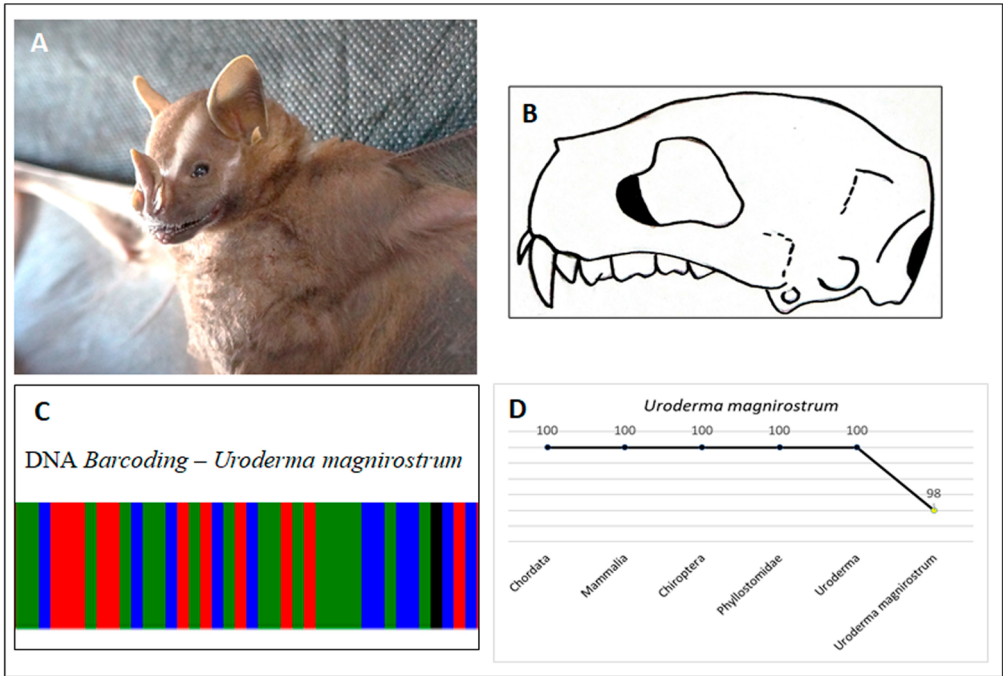 A
B
C
DNA Barcoding – Uroderma magnirostrum
D
Uroderma magnirostrum
100 100 100 100 100
98
Chordata
Mammalia
Chiroptera
Phyllostomidae
Uroderma
Uroderma magnirostrum